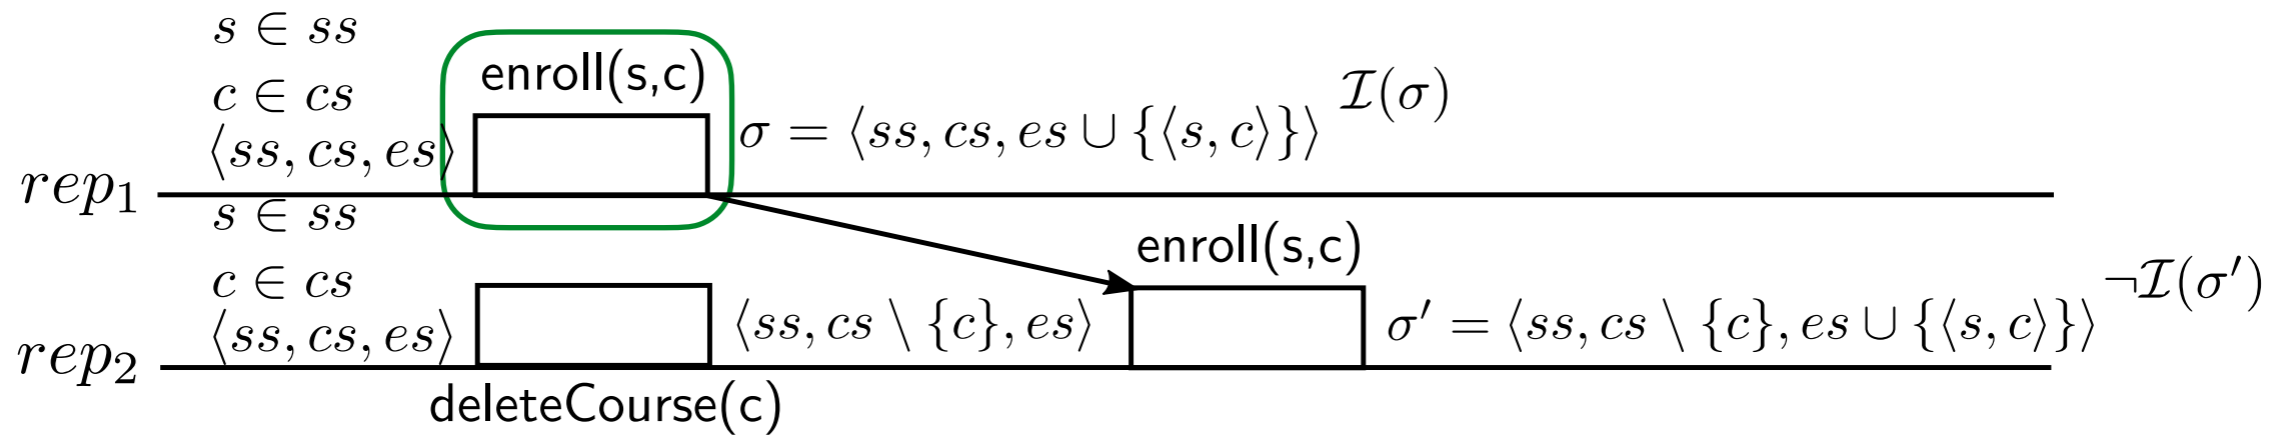 s ∈ ss
c ∈ cs
⟨ss, cs, es⟩
enroll(s,c)
σ = ⟨ss, cs, es ∪ {⟨s, c⟩}⟩
ℐ(σ)
rep₁
s ∈ ss
c ∈ cs
⟨ss, cs, es⟩
⟨ss, cs \ {c}, es⟩
enroll(s,c)
σ′ = ⟨ss, cs \ {c}, es ∪ {⟨s, c⟩}⟩
¬ℐ(σ′)
rep₂
deleteCourse(c)